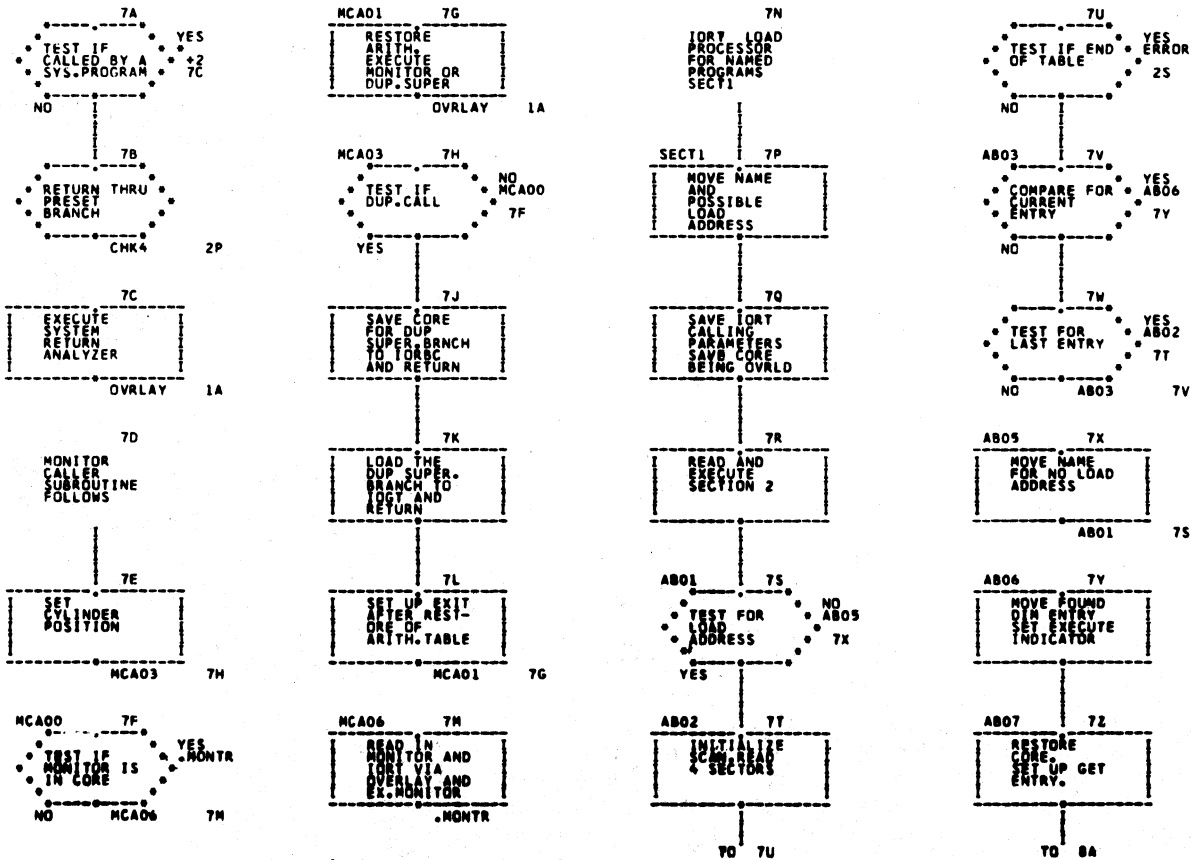 7A
TEST IF
CALLED BY A
SYS.PROGRAM
YES
+2
7C
NO
7B
RETURN THRU
PRESET
BRANCH
CHK4 2P
7C
EXECUTE
SYSTEM
RETURN
ANALYZER
OVRLAY 1A
7D
MONITOR
CALLER
SUBROUTINE
FOLLOWS
7E
SET
CYLINDER
POSITION
MCA03 7H
MCA00 7F
TEST IF
MONITOR IS
IN CORE
YES
.MONTR
NO MCA06 7M
MCA01 7G
RESTORE
ARITH.
EXECUTE
MONITOR OR
DUP.SUPER
OVRLAY 1A
MCA03 7H
TEST IF
DUP.CALL
NO
MCA00
7F
YES
7J
SAVE CORE
FOR DUP
SUPER.BRNCH
TO IORBC
AND RETURN
7K
LOAD THE
DUP SUPER.
BRANCH TO
IOGT AND
RETURN
7L
SET UP EXIT
AFTER REST-
ORE OF
ARITH.TABLE
MCA01 7G
MCA06 7M
READ IN
MONITOR AND
IORT VIA
OVERLAY AND
EX.MONITOR
.MONTR
7N
IORT LOAD
PROCESSOR
FOR NAMED
PROGRAMS
SECT1
SECT1 7P
MOVE NAME
AND
POSSIBLE
LOAD
ADDRESS
7Q
SAVE IORT
CALLING
PARAMETERS
SAVE CORE
BEING OVRLD
7R
READ AND
EXECUTE
SECTION 2
AB01 7S
TEST FOR
LOAD
ADDRESS
NO
AB05
7X
YES
AB02 7T
INITIALIZE
SCAN.READ
4 SECTORS
TO 7U
7U
TEST IF END
OF TABLE
YES
ERROR
2S
NO
AB03 7V
COMPARE FOR
CURRENT
ENTRY
YES
AB06
7Y
NO
7W
TEST FOR
LAST ENTRY
YES
AB02
7T
NO AB03 7V
AB05 7X
MOVE NAME
FOR NO LOAD
ADDRESS
AB01 7S
AB06 7Y
MOVE FOUND
DIM ENTRY
SET EXECUTE
INDICATOR
AB07 7Z
RESTORE
CORE.
SET UP GET
ENTRY.
TO 8A